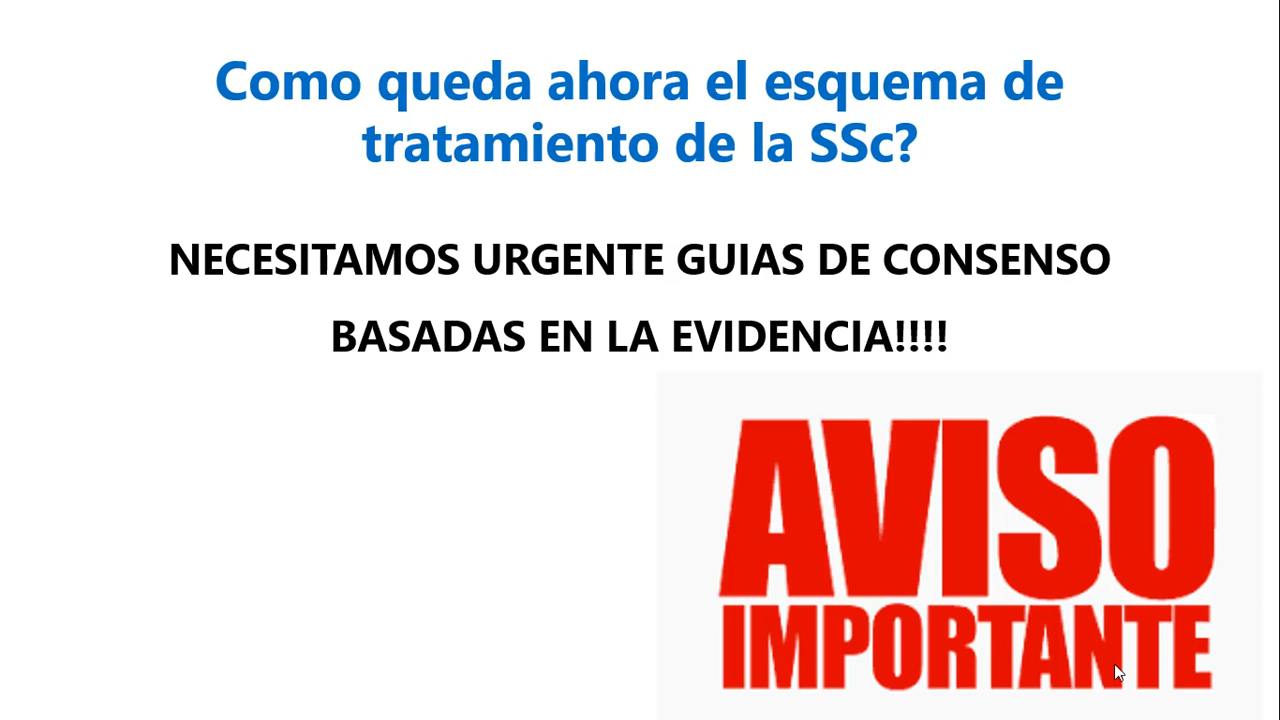 Como queda ahora el esquema de
tratamiento de la SSc?
NECESITAMOS URGENTE GUIAS DE CONSENSO
BASADAS EN LA EVIDENCIA!!!!
AVISO
IMPORTANTE